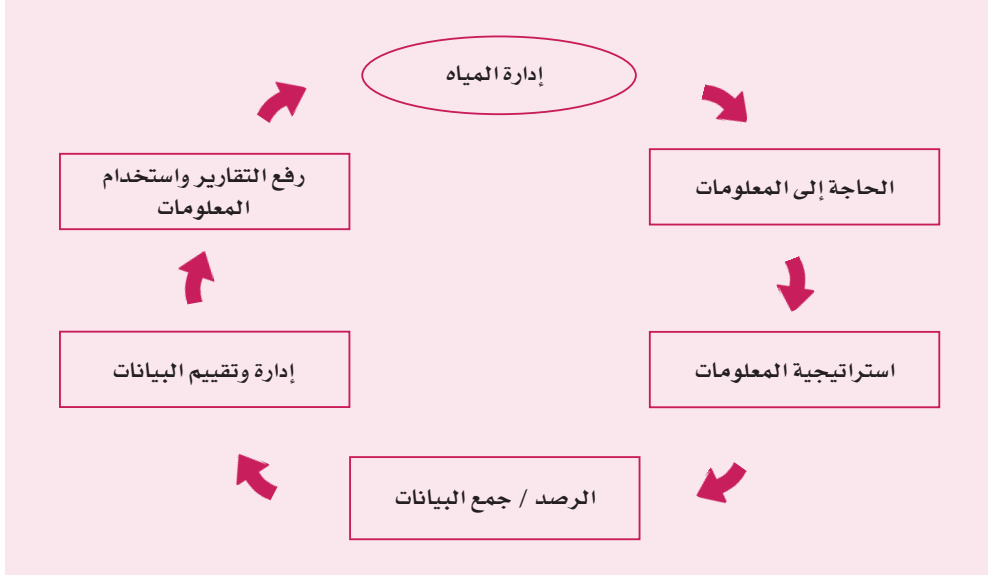 إدارة المياه
الحاجة إلى المعلومات
استراتيجية المعلومات
الرصد / جمع البيانات
إدارة وتقييم البيانات
رفع التقارير واستخدام
المعلومات